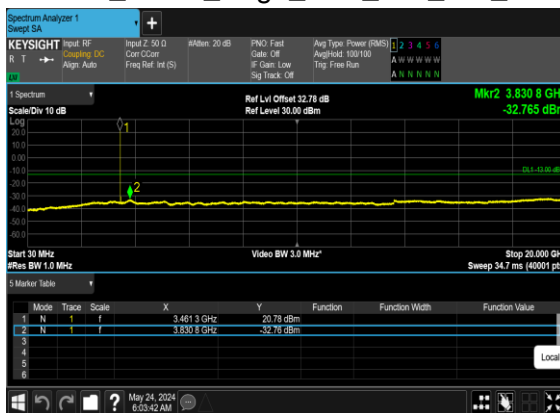 Spectrum Analyzer 1
Swept SA
+
KEYSIGHT Input: RF Input Z: 50 Ω #Atten: 20 dB PNO: Fast Avg Type: Power (RMS) 1 2 3 4 5 6
R T Coupling: DC Corr CCorr Gate: Off Avg|Hold: 100/100 A W W W W W
Align: Auto Freq Ref: Int (S) IF Gain: Low Trig: Free Run
Sig Track: Off A N N N N N
LU
1 Spectrum Ref Lvl Offset 32.78 dB Mkr2 3.830 8 GH
Scale/Div 10 dB Ref Level 30.00 dBm -32.765 dBr
Log
20.0
10.0
0.00
-10.0
-20.0
-30.0
-40.0
-50.0
-60.0
1
2
DL1 -13.00 dB
Start 30 MHz Video BW 3.0 MHz* Stop 20.000 GH
#Res BW 1.0 MHz Sweep 34.7 ms (40001 pt
5 Marker Table
Mode Trace Scale X Y Function Function Width Function Value
1 N 1 f 3.461 3 GHz 20.78 dBm
2 N 1 f 3.830 8 GHz -32.76 dBm
3
4
5
6
Local
? May 24, 2024
6:03:42 AM